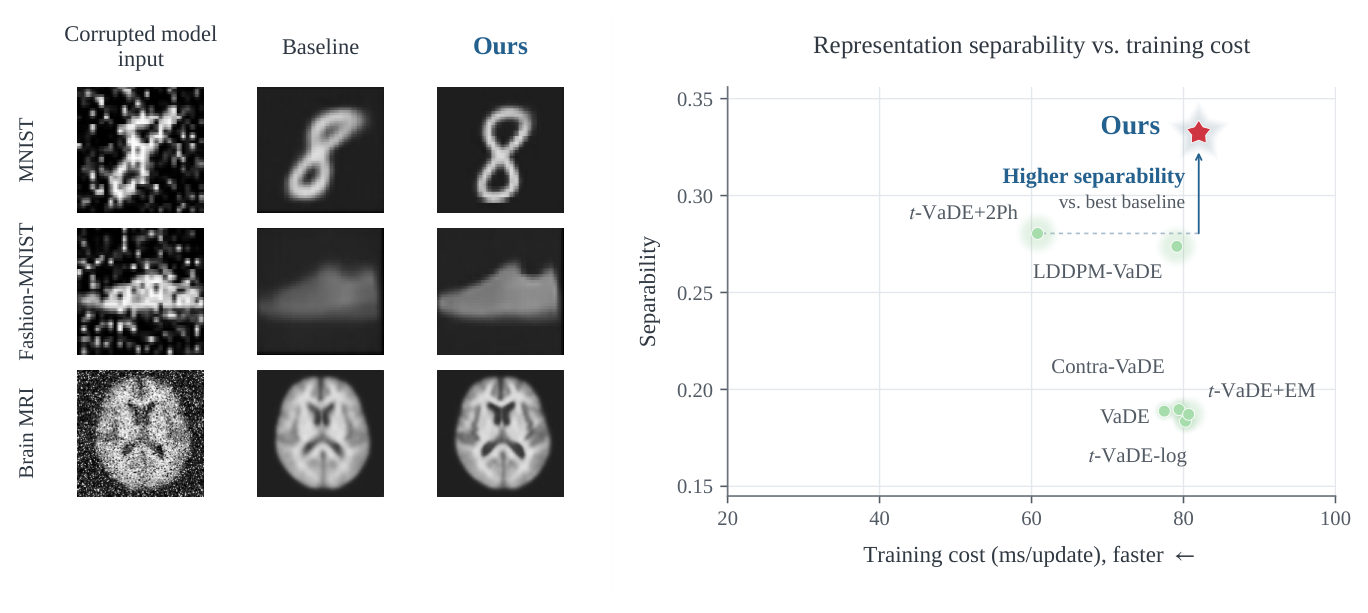 Corrupted model
input
Baseline
Ours
MNIST
Fashion-MNIST
Brain MRI
Representation separability vs. training cost
Separability
0.35
0.30
0.25
0.20
0.15
Ours
Higher separability
vs. best baseline
t-VaDE+2Ph
LDDPM-VaDE
Contra-VaDE
t-VaDE+EM
VaDE
t-VaDE-log
20 40 60 80 100
Training cost (ms/update), faster ←